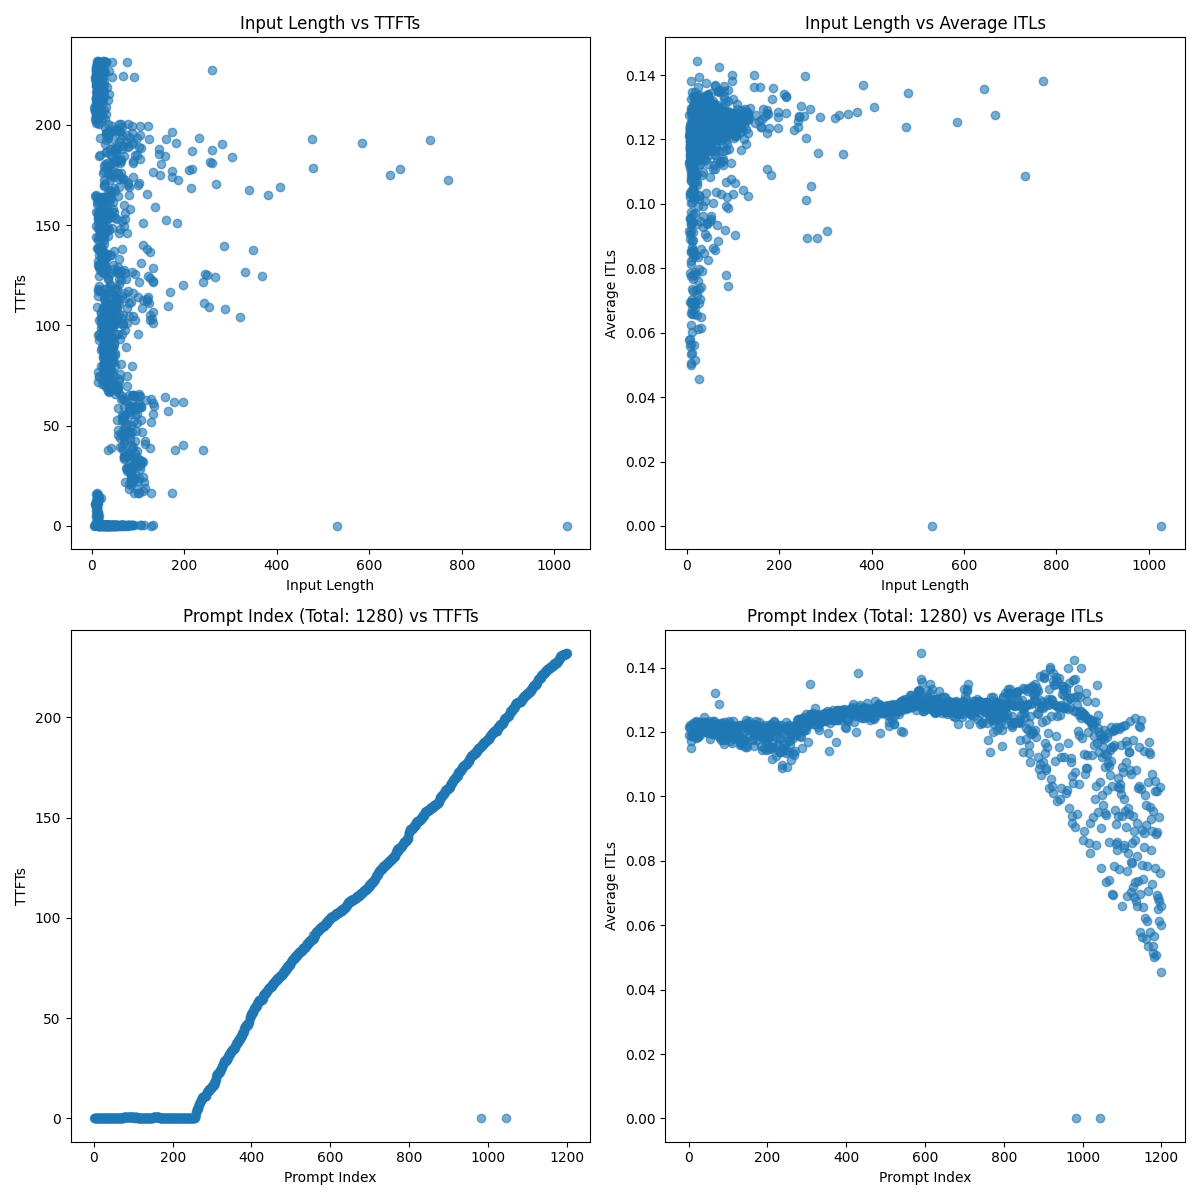 Input Length vs TTFTs
TTFTs
200
150
100
50
0
0 200 400 600 800 1000
Input Length
Input Length vs Average ITLs
Average ITLs
0.14
0.12
0.10
0.08
0.06
0.04
0.02
0.00
0 200 400 600 800 1000
Input Length
Prompt Index (Total: 1280) vs TTFTs
TTFTs
200
150
100
50
0
0 200 400 600 800 1000 1200
Prompt Index
Prompt Index (Total: 1280) vs Average ITLs
Average ITLs
0.14
0.12
0.10
0.08
0.06
0.04
0.02
0.00
0 200 400 600 800 1000 1200
Prompt Index